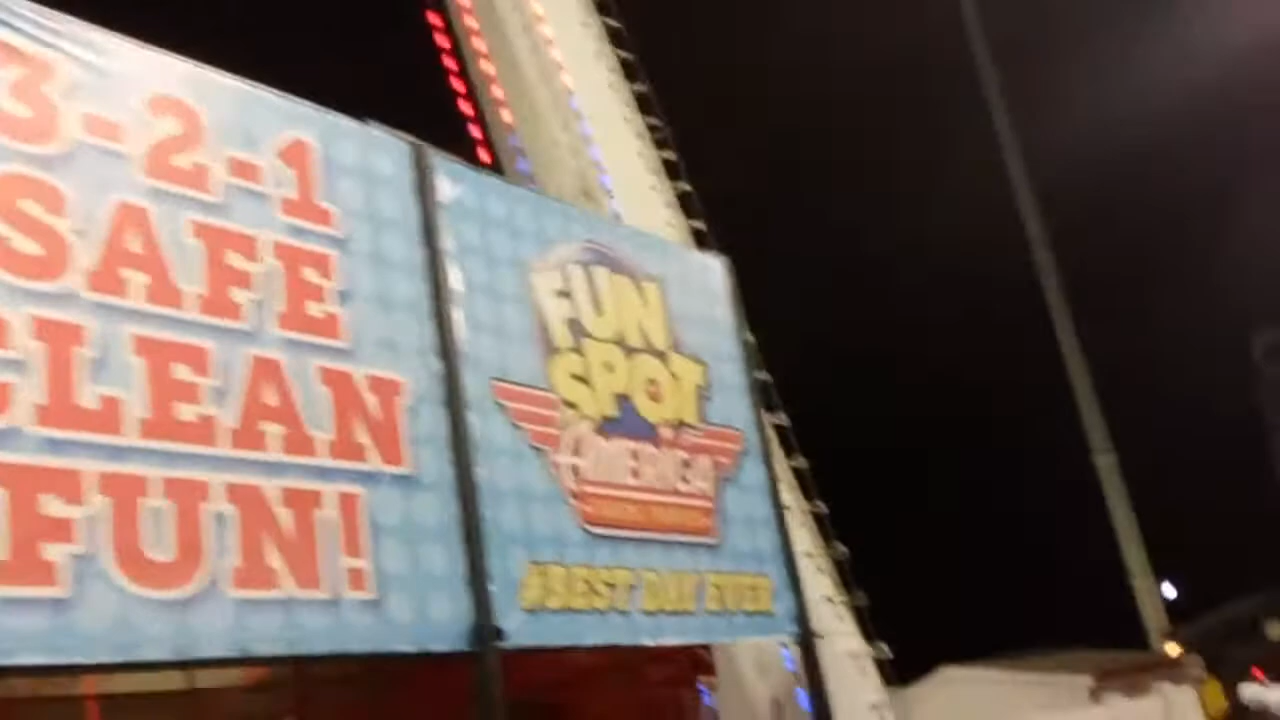 3-2-1
SAFE
CLEAN
FUN!
FUN
SPOT
AMERICA
#BEST DAY EVER